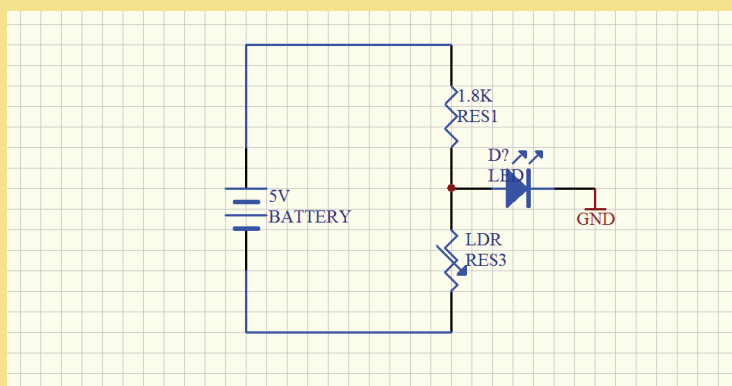 1.8K
RES1
D?
LED
5V
BATTERY
GND
LDR
RES3